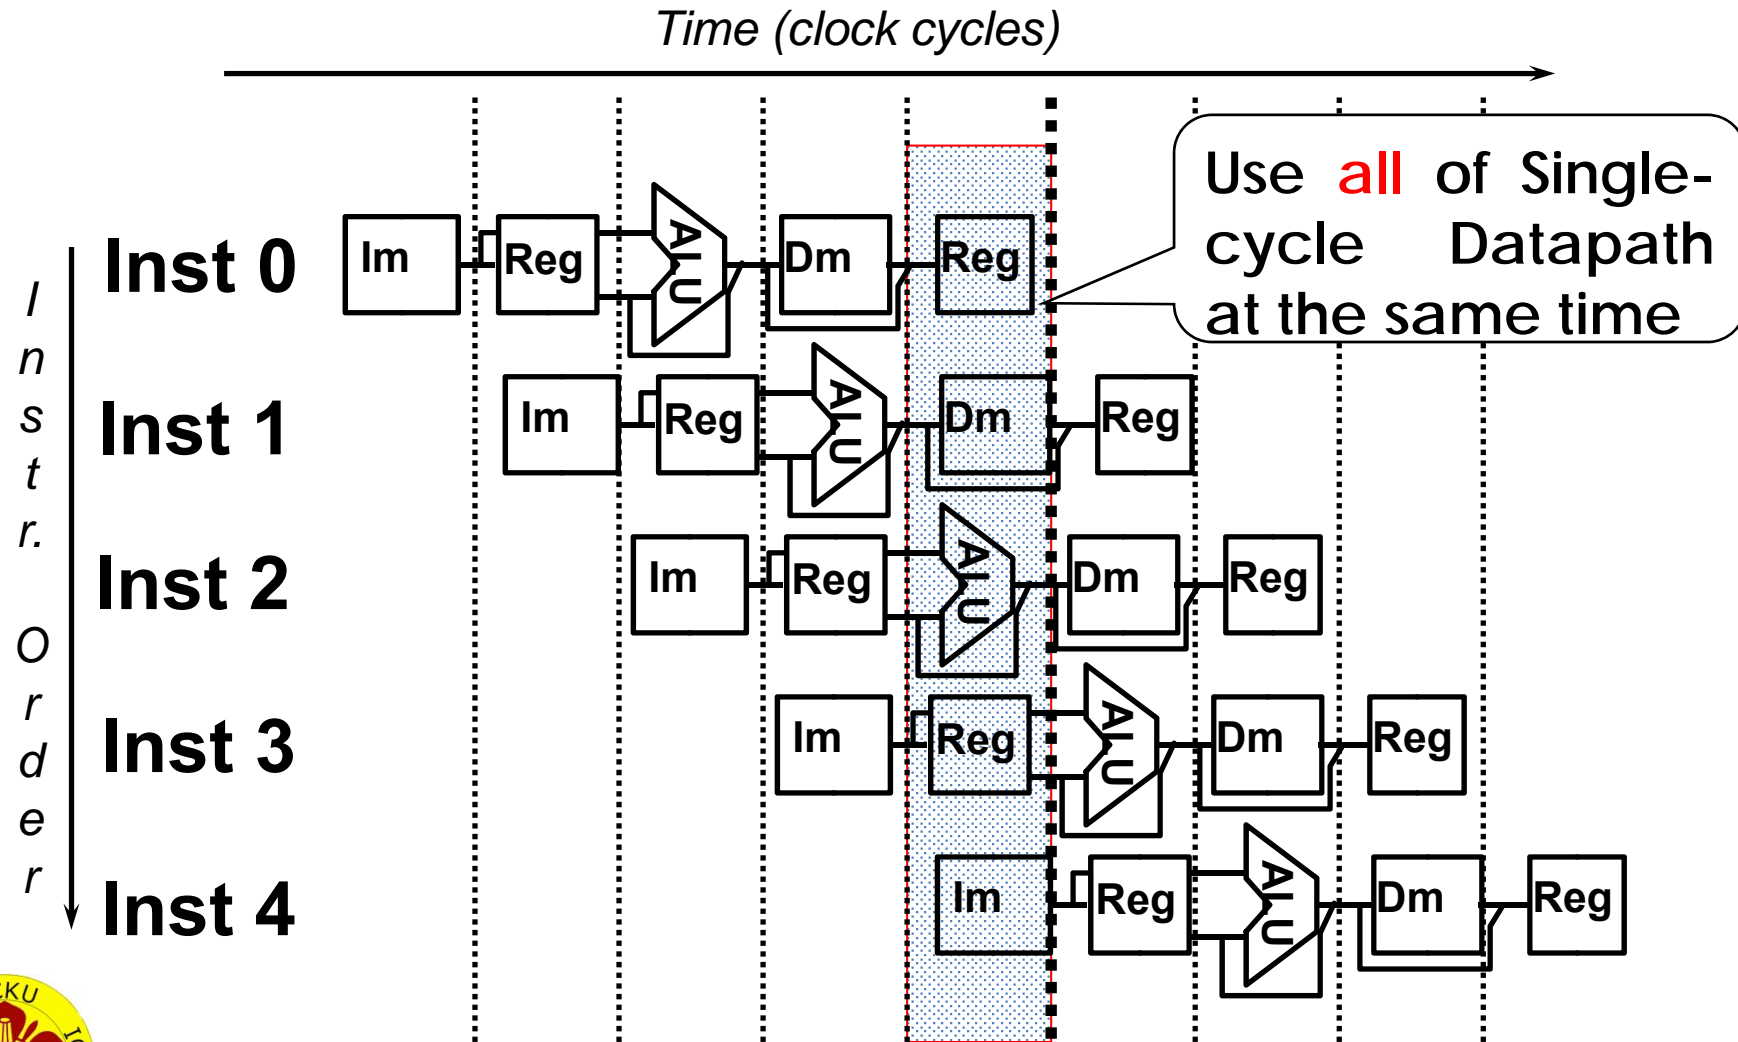 Time (clock cycles)
Use all of Single-
cycle Datapath
at the same time
Instr. Order
Inst 0 Im Reg ALU Dm Reg
Inst 1 Im Reg ALU Dm Reg
Inst 2 Im Reg ALU Dm Reg
Inst 3 Im Reg ALU Dm Reg
Inst 4 Im Reg ALU Dm Reg